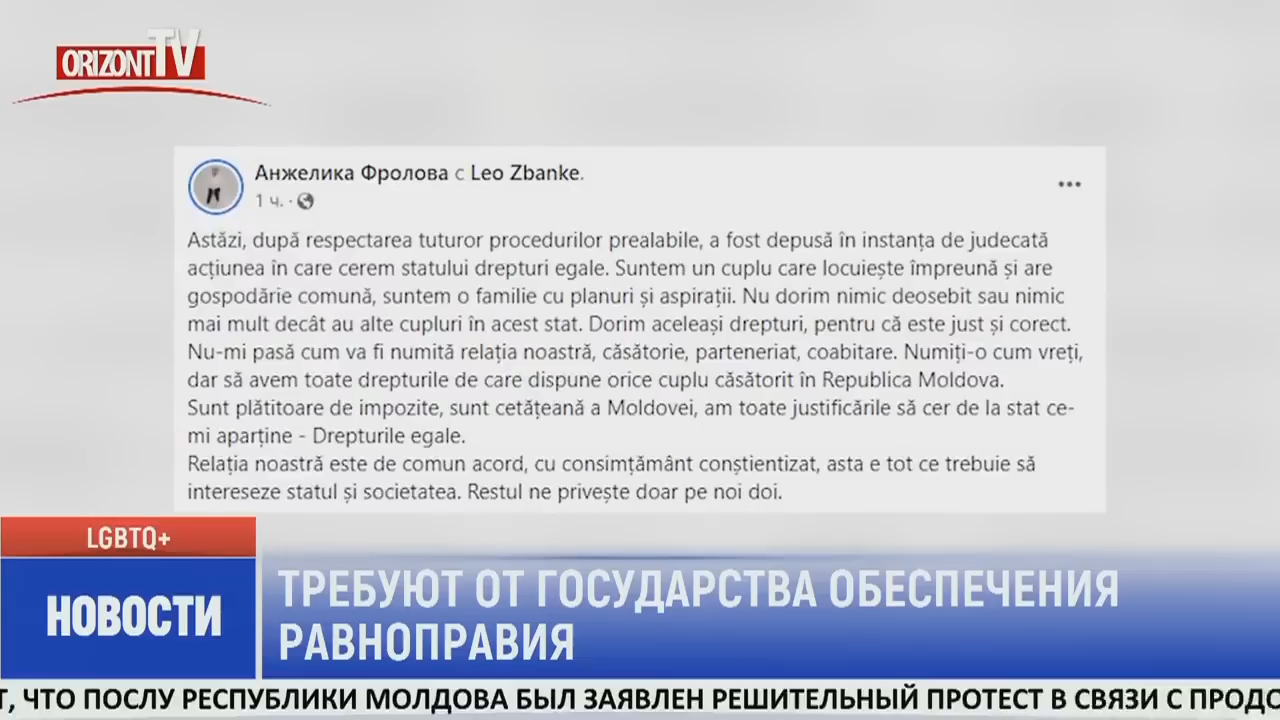 ORIZONT TV
Анжелика Фролова с Leo Zbanke.
1 ч. ·
Astăzi, după respectarea tuturor procedurilor prealabile, a fost depusă în instanța de judecată
acțiunea în care cerem statului drepturi egale. Suntem un cuplu care locuiește împreună și are
gospodărie comună, suntem o familie cu planuri și aspirații. Nu dorim nimic deosebit sau nimic
mai mult decât au alte cupluri în acest stat. Dorim aceleași drepturi, pentru că este just și corect.
Nu-mi pasă cum va fi numită relația noastră, căsătorie, parteneriat, coabitare. Numiți-o cum vreți,
dar să avem toate drepturile de care dispune orice cuplu căsătorit în Republica Moldova.
Sunt plătitoare de impozite, sunt cetățeană a Moldovei, am toate justificările să cer de la stat ce-
mi aparține - Drepturile egale.
Relația noastră este de comun acord, cu consimțământ conștientizat, asta e tot ce trebuie să
intereseze statul și societatea. Restul ne privește doar pe noi doi.
LGBTQ+
НОВОСТИ
ТРЕБУЮТ ОТ ГОСУДАРСТВА ОБЕСПЕЧЕНИЯ
РАВНОПРАВИЯ
Т, ЧТО ПОСЛУ РЕСПУБЛИКИ МОЛДОВА БЫЛ ЗАЯВЛЕН РЕШИТЕЛЬНЫЙ ПРОТЕСТ В СВЯЗИ С ПРОДО